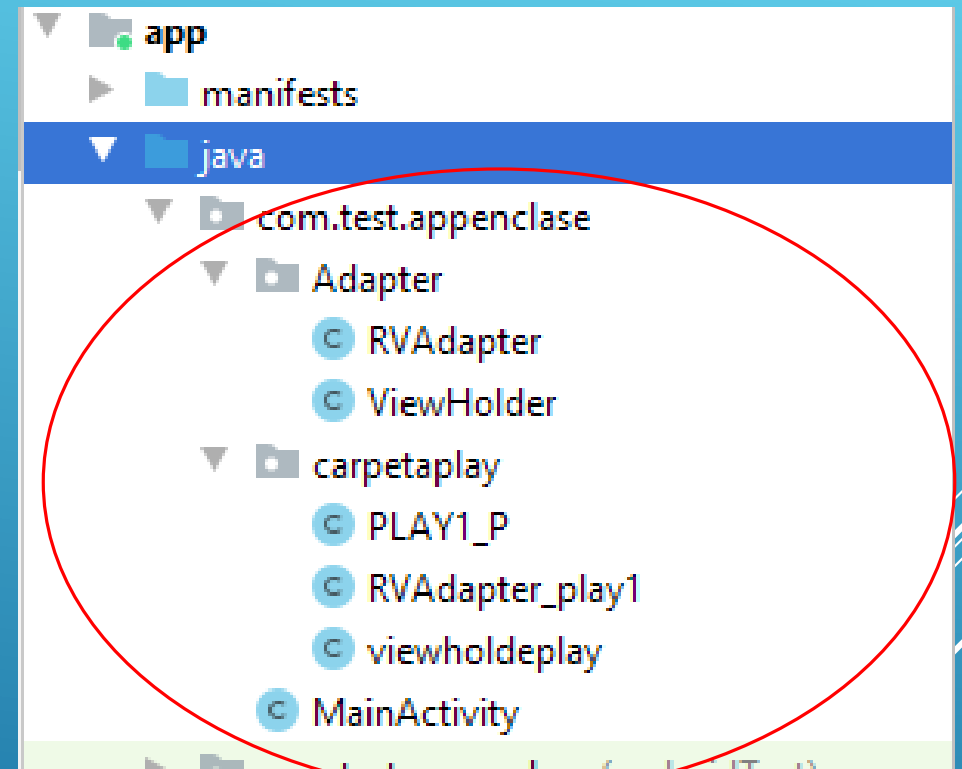 app
manifests
java
com.test.appenclase
Adapter
C RVAdapter
C ViewHolder
carpetaplay
C PLAY1_P
C RVAdapter_play1
C viewholdeplay
C MainActivity